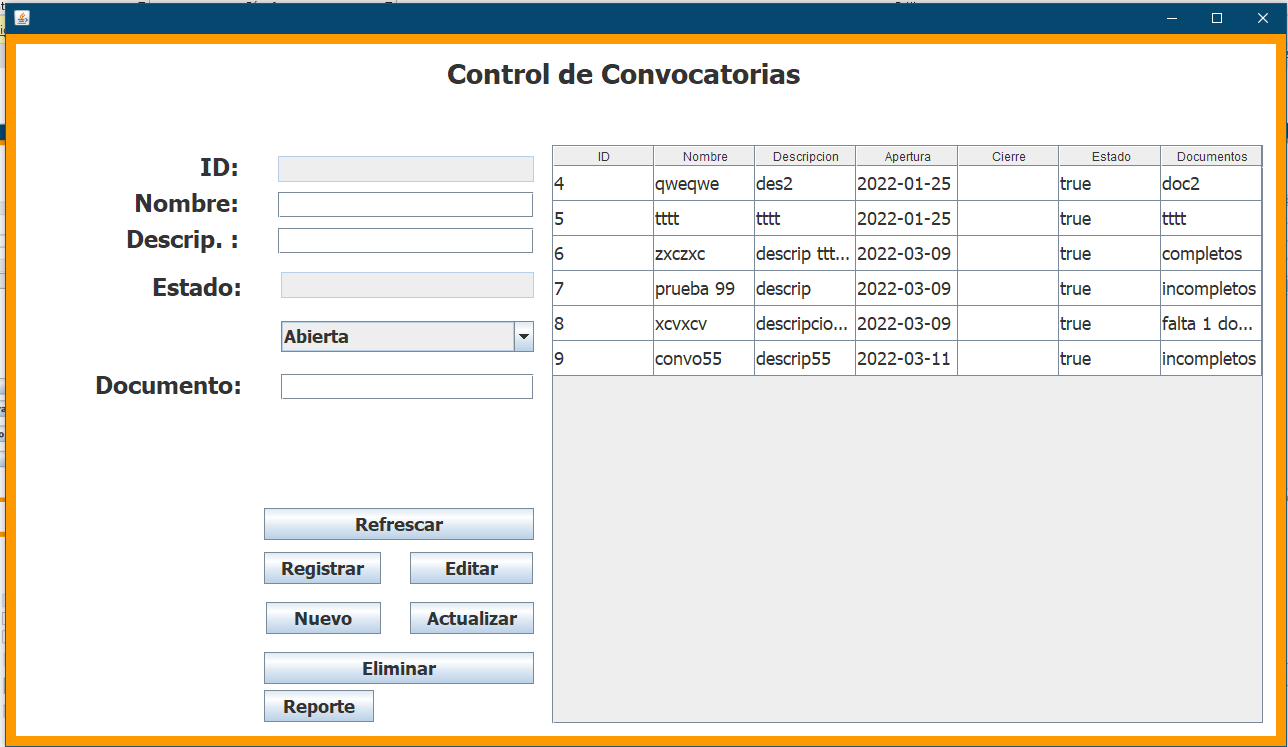 Control de Convocatorias
ID:
Nombre:
Descrip. :
Estado:
Abierta
Documento:
Refrescar
Registrar Editar
Nuevo Actualizar
Eliminar
Reporte
ID Nombre Descripcion Apertura Cierre Estado Documentos
4 qweqwe des2 2022-01-25 true doc2
5 tttt tttt 2022-01-25 true tttt
6 zxczxc descrip ttt... 2022-03-09 true completos
7 prueba 99 descrip 2022-03-09 true incompletos
8 xcvxcv descripcio... 2022-03-09 true falta 1 do...
9 convo55 descrip55 2022-03-11 true incompletos